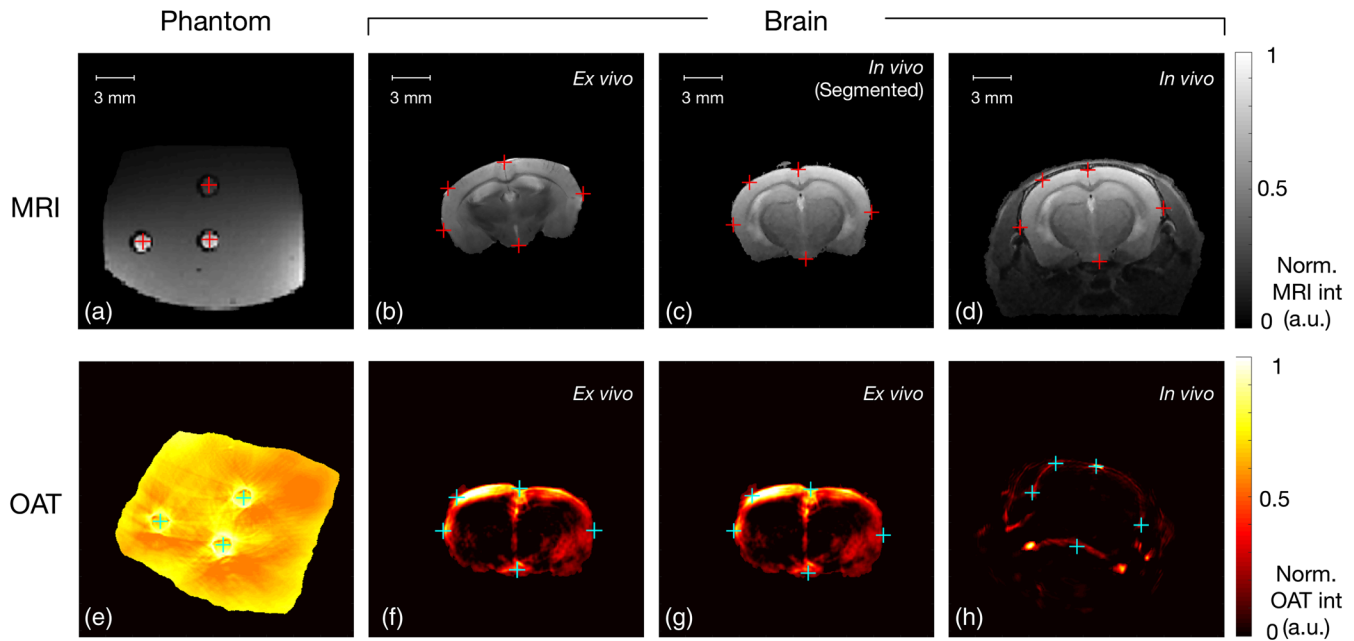 Phantom
Brain
MRI
3 mm
(a)
3 mm
Ex vivo
(b)
3 mm
In vivo
(Segmented)
(c)
3 mm
In vivo
(d)
1
0.5
Norm.
MRI int
0 (a.u.)
OAT
(e)
Ex vivo
(f)
Ex vivo
(g)
In vivo
(h)
1
0.5
Norm.
OAT int
0 (a.u.)